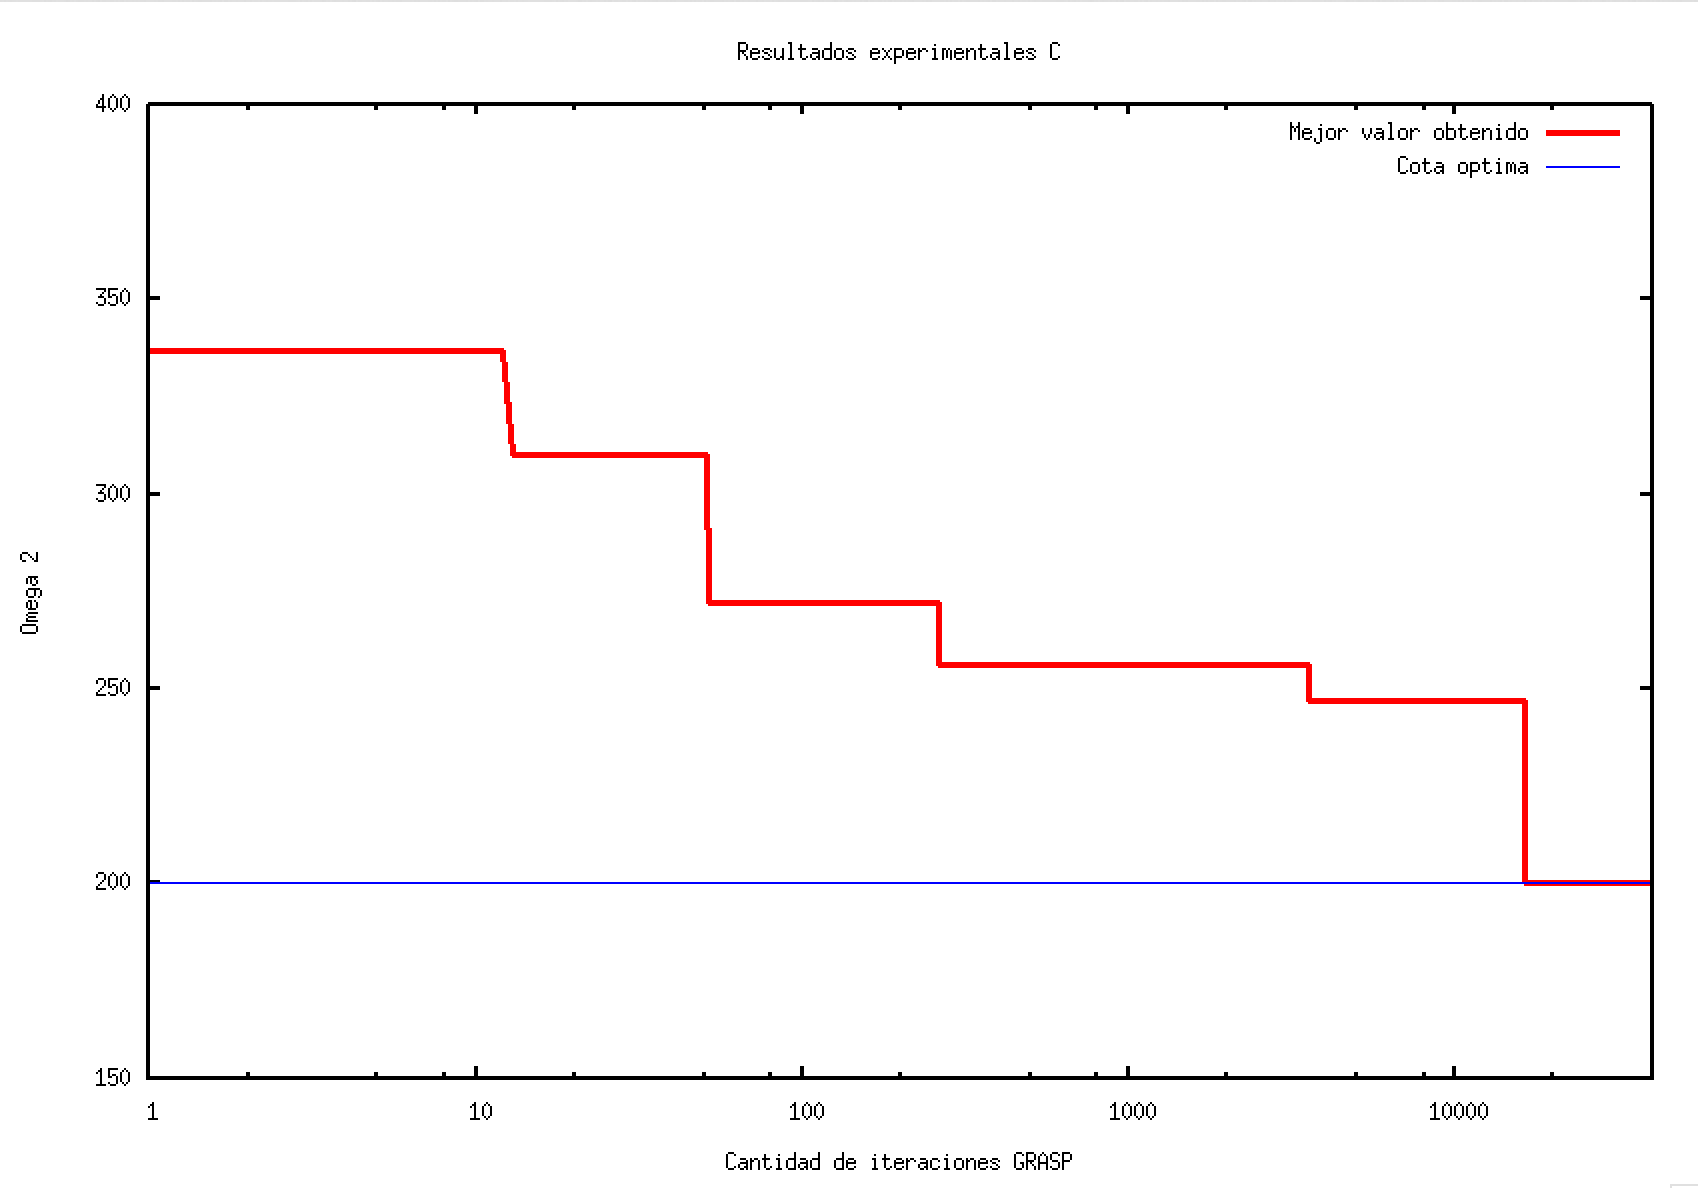 Resultados experimentales C
400
350
300
250
200
150
Omega 2
Mejor valor obtenido
Cota optima
1 10 100 1000 10000
Cantidad de iteraciones GRASP